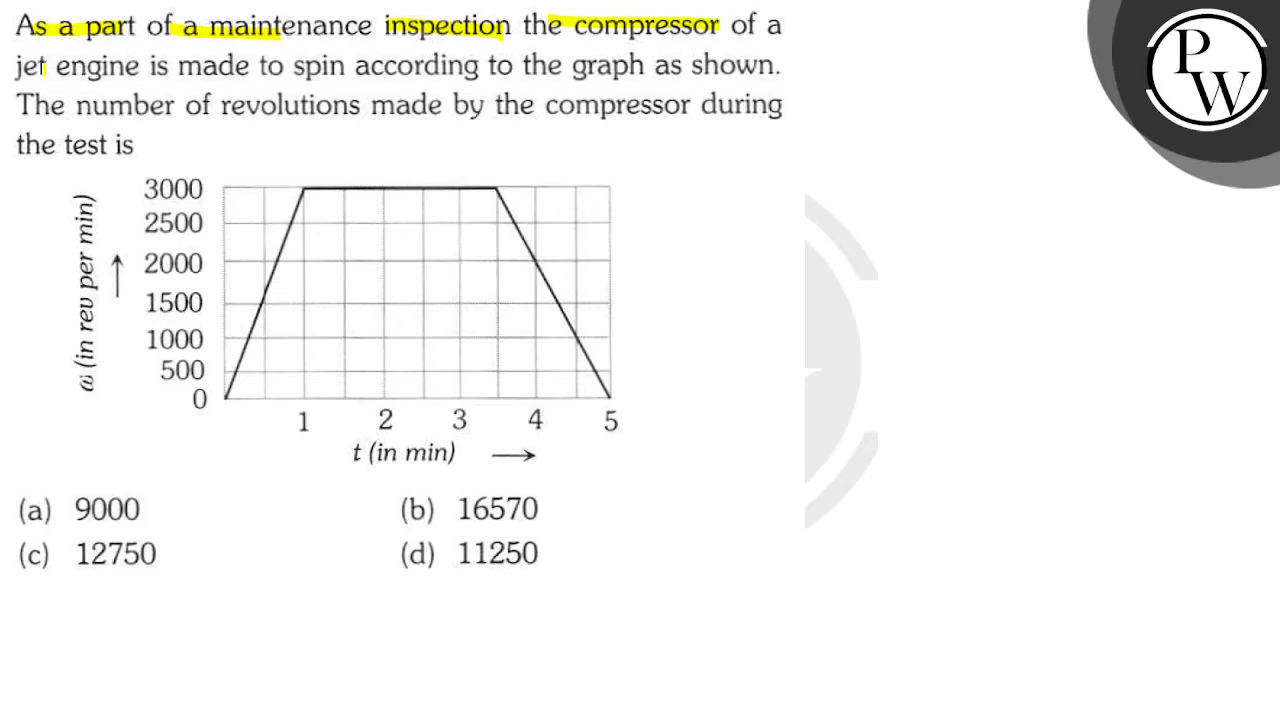 As a part of a maintenance inspection the compressor of a
jet engine is made to spin according to the graph as shown.
The number of revolutions made by the compressor during
the test is
PW
3000
2500
2000
1500
1000
500
0
ω (in rev per min)
1 2 3 4 5
t (in min)
(a) 9000 (b) 16570
(c) 12750 (d) 11250